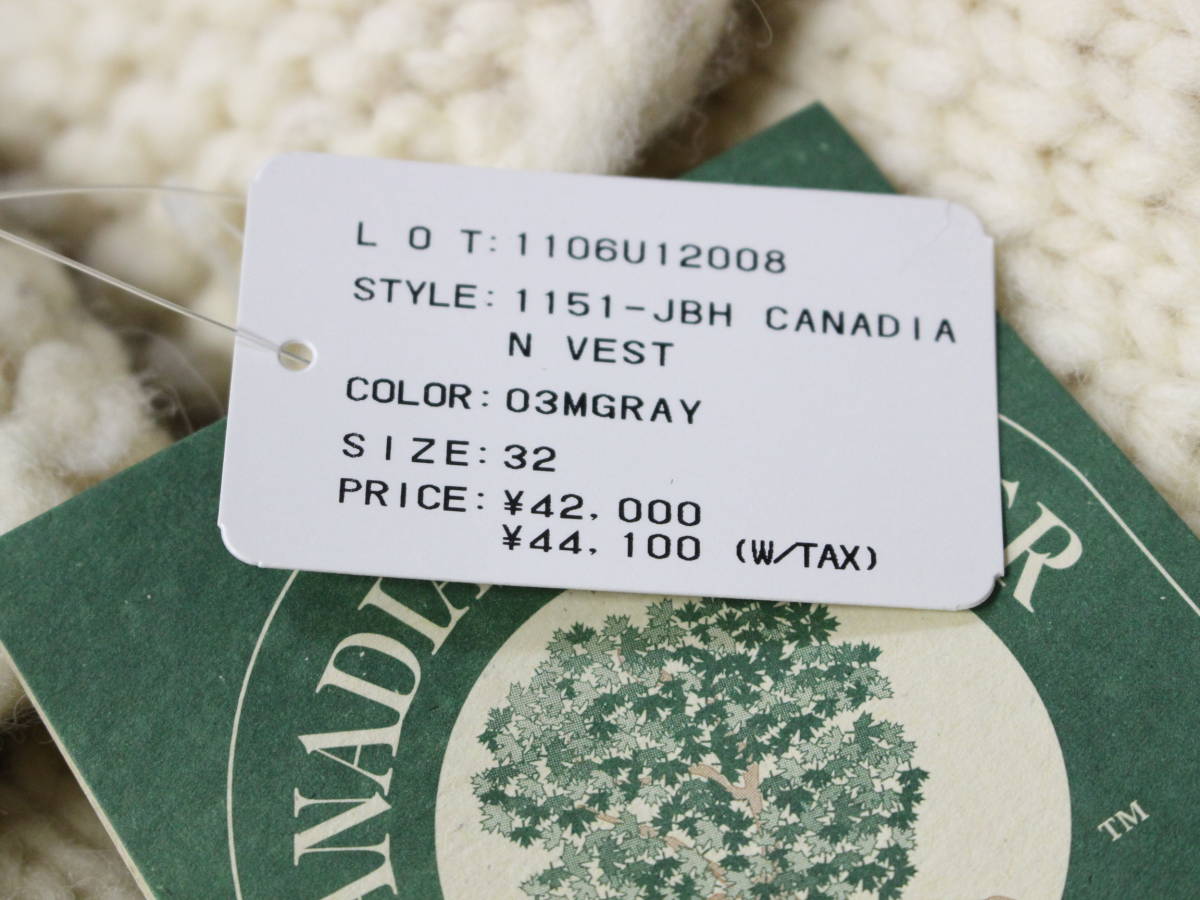 L O T: 1106U12008
STYLE: 1151-JBH CANADIA
N VEST
COLOR: 03MGRAY
SIZE: 32
PRICE: ¥42,000
¥44,100 (W/TAX)
TM